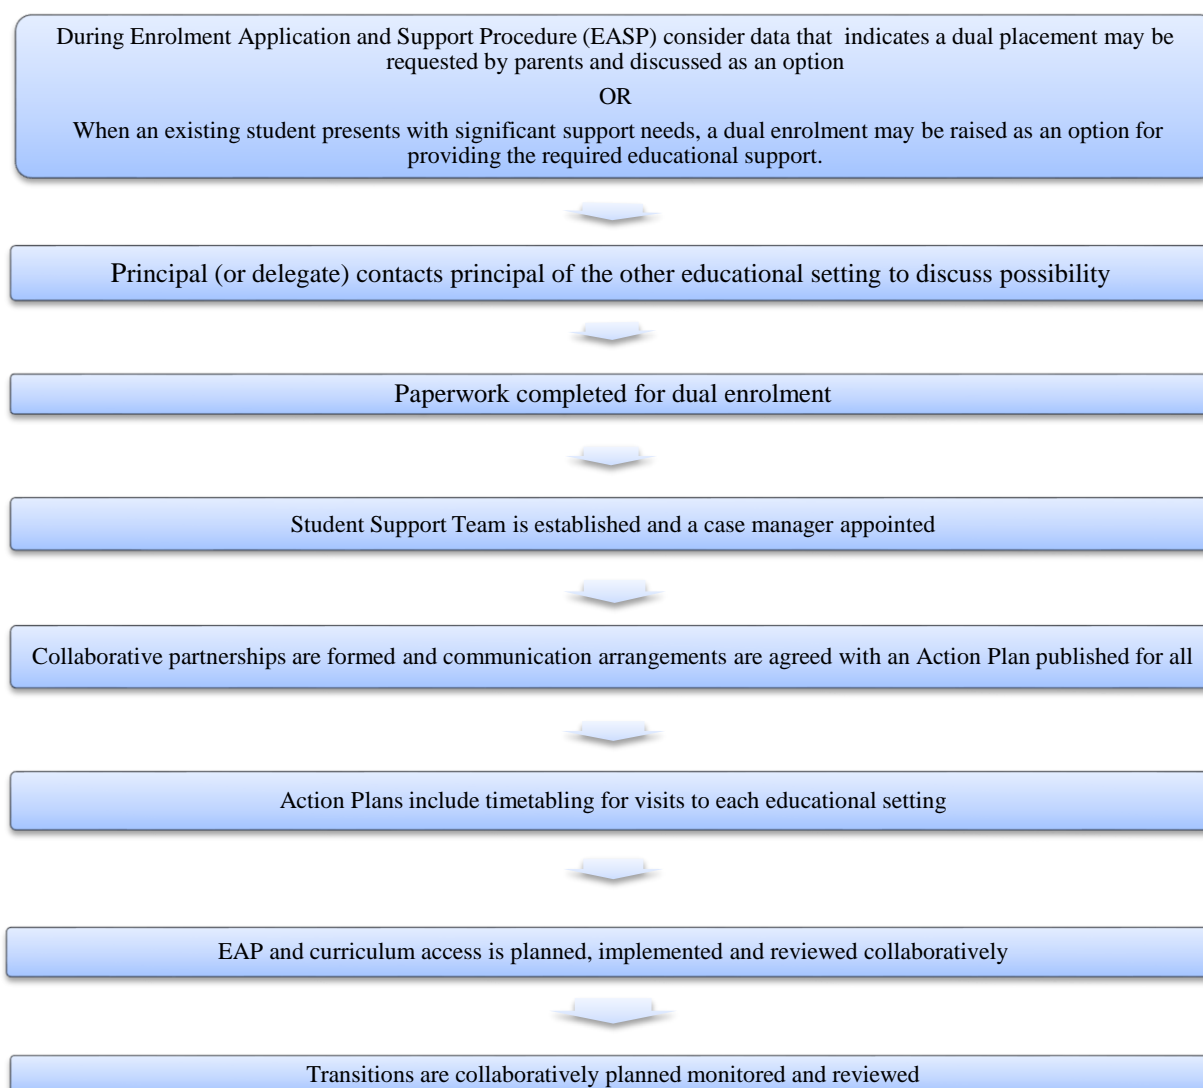 During Enrolment Application and Support Procedure (EASP) consider data that  indicates a dual placement may be
requested by parents and discussed as an option
OR
When an existing student presents with significant support needs, a dual enrolment may be raised as an option for
providing the required educational support.
Principal (or delegate) contacts principal of the other educational setting to discuss possibility
Paperwork completed for dual enrolment
Student Support Team is established and a case manager appointed
Collaborative partnerships are formed and communication arrangements are agreed with an Action Plan published for all
Action Plans include timetabling for visits to each educational setting
EAP and curriculum access is planned, implemented and reviewed collaboratively
Transitions are collaboratively planned monitored and reviewed